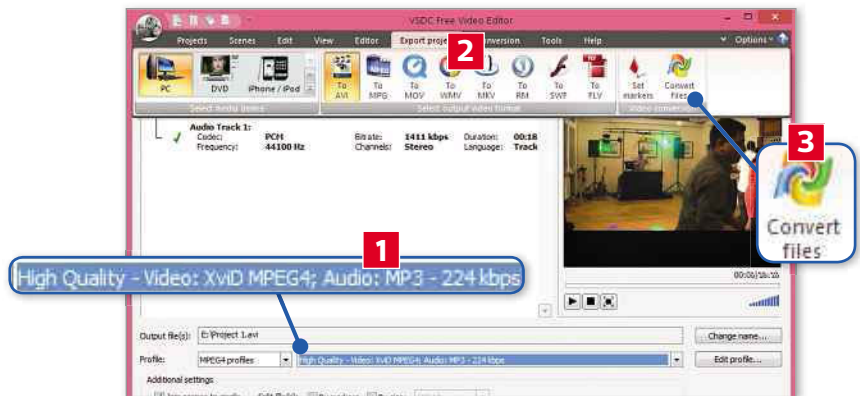 VSDC Free Video Editor
Projects Scenes Edit View Editor Export project Conversion Tools Help Options
2
PC DVD iPhone / iPod To AVI To MPG To MOV To WMV To MKV To RM To SWF To FLV Set markers Convert Files
Select output video format
Audio Track 1:
Codec: PCM Bitrate: 1411 kbps Duration: 00:18
Frequency: 44100 Hz Channels: Stereo Language: Track
3
Convert
files
1
High Quality - Video: XviD MPEG4; Audio: MP3 - 224 kbps
Output file(s): E:\Project 1.avi Change name...
Profile: MPEG4 profiles High Quality - Video: XviD MPEG4; Audio: MP3 - 224 kbps Edit profile...
Additional settings